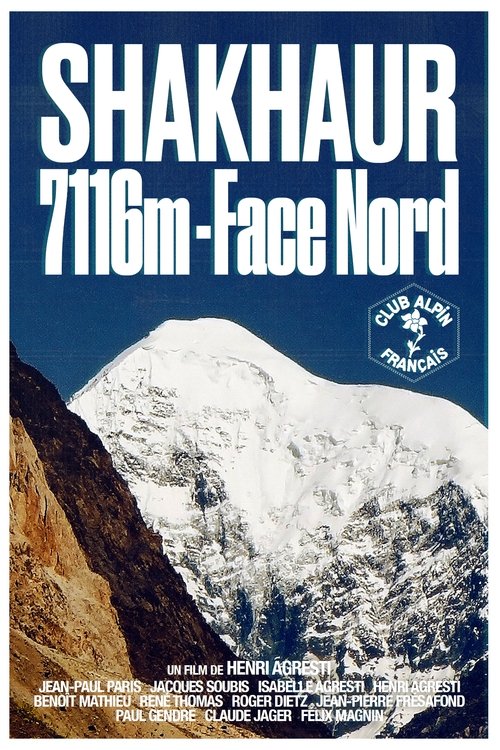 SHAKHAUR
7116m - Face Nord
CLUB ALPIN
FRANÇAIS
UN FILM DE HENRI AGRESTI
JEAN-PAUL PARIS JACQUES SOUBIS ISABELLE AGRESTI HENRI AGRESTI
BENOÎT MATHIEU RENÉ THOMAS ROGER DIETZ JEAN-PIERRE FRÉSAFOND
PAUL GENDRE CLAUDE JAGER FÉLIX MAGNIN